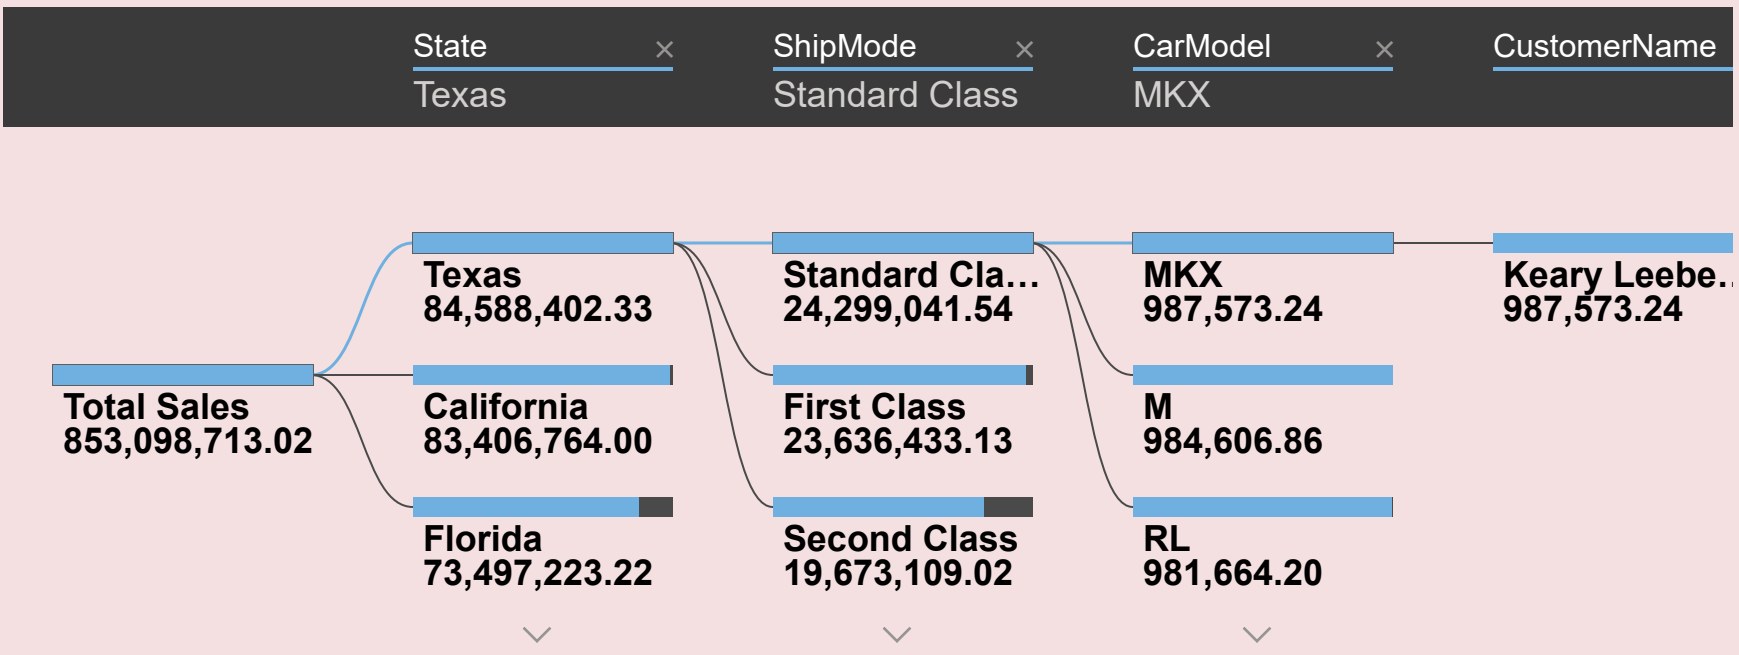 State
ShipMode
CarModel
CustomerName
Texas
Standard Class
MKX
Texas
84,588,402.33
Standard Cla...
24,299,041.54
MKX
987,573.24
Keary Leebe..
987,573.24
Total Sales
853,098,713.02
California
83,406,764.00
First Class
23,636,433.13
M
984,606.86
Florida
73,497,223.22
Second Class
19,673,109.02
RL
981,664.20